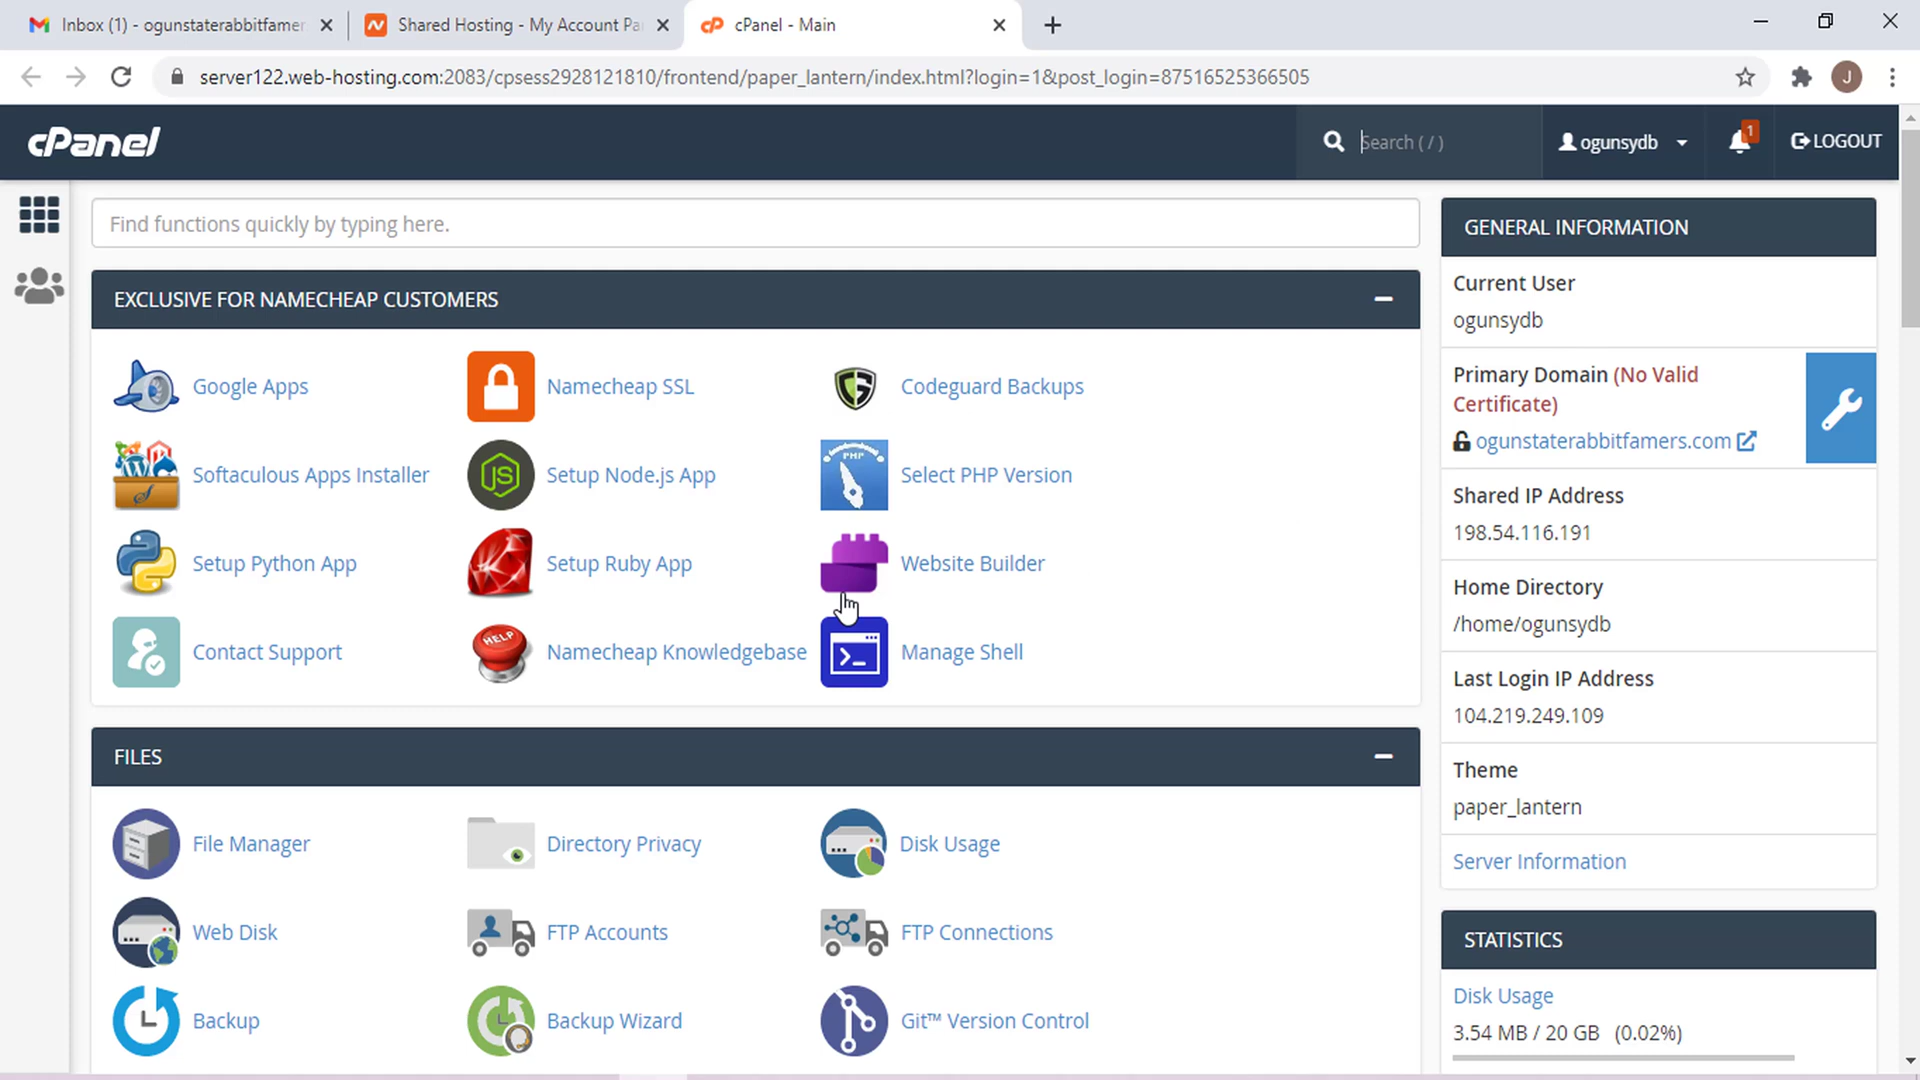 Inbox (1) - ogunstaterabbitfamer
Shared Hosting - My Account Pa
cPanel - Main
server122.web-hosting.com:2083/cpsess2928121810/frontend/paper_lantern/index.html?login=1&post_login=87516525366505
J
cPanel
Search ( / )
ogunsydb
1
LOGOUT
Find functions quickly by typing here.
EXCLUSIVE FOR NAMECHEAP CUSTOMERS
Google Apps
Namecheap SSL
Codeguard Backups
Softaculous Apps Installer
Setup Node.js App
PHP
Select PHP Version
Setup Python App
Setup Ruby App
Website Builder
Contact Support
HELP
Namecheap Knowledgebase
Manage Shell
FILES
File Manager
Directory Privacy
Disk Usage
Web Disk
FTP Accounts
FTP Connections
Backup
Backup Wizard
Git™ Version Control
GENERAL INFORMATION
Current User
ogunsydb
Primary Domain (No Valid
Certificate)
ogunstaterabbitfamers.com
Shared IP Address
198.54.116.191
Home Directory
/home/ogunsydb
Last Login IP Address
104.219.249.109
Theme
paper_lantern
Server Information
STATISTICS
Disk Usage
3.54 MB / 20 GB (0.02%)